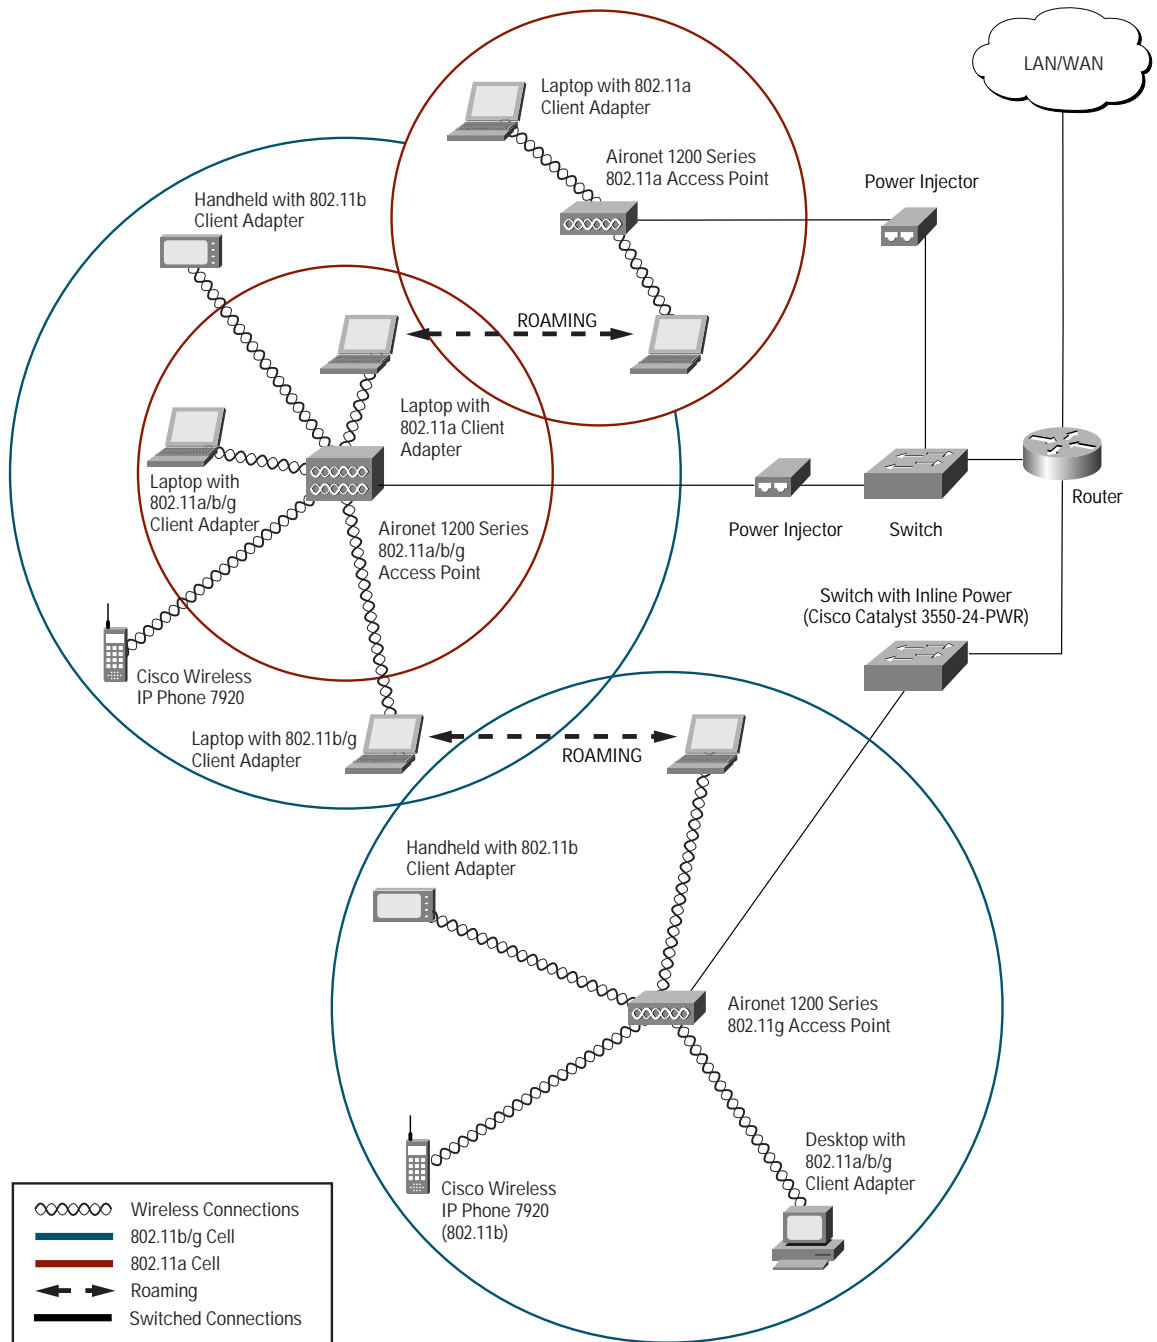 LAN/WAN
Laptop with 802.11a
Client Adapter
Aironet 1200 Series
802.11a Access Point
Power Injector
Handheld with 802.11b
Client Adapter
ROAMING
Laptop with
802.11a Client
Adapter
Laptop with
802.11a/b/g
Client Adapter
Aironet 1200 Series
802.11a/b/g
Access Point
Power Injector
Switch
Router
Switch with Inline Power
(Cisco Catalyst 3550-24-PWR)
Cisco Wireless
IP Phone 7920
Laptop with 802.11b/g
Client Adapter
ROAMING
Handheld with 802.11b
Client Adapter
Aironet 1200 Series
802.11g Access Point
Desktop with
802.11a/b/g
Client Adapter
Cisco Wireless
IP Phone 7920
(802.11b)
Wireless Connections
802.11b/g Cell
802.11a Cell
Roaming
Switched Connections